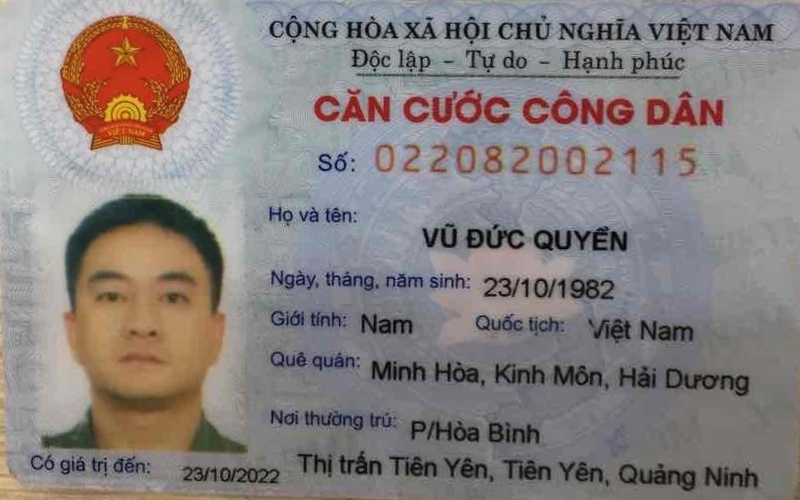 CỘNG HÒA XÃ HỘI CHỦ NGHĨA VIỆT NAM
Độc lập - Tự do - Hạnh phúc
CĂN CƯỚC CÔNG DÂN
Số: 022082002115
Họ và tên: VŨ ĐỨC QUYỀN
Ngày, tháng, năm sinh: 23/10/1982
Giới tính: Nam Quốc tịch: Việt Nam
Quê quán: Minh Hòa, Kinh Môn, Hải Dương
Nơi thường trú: P/Hòa Bình
Thị trấn Tiên Yên, Tiên Yên, Quảng Ninh
Có giá trị đến: 23/10/2022
VIỆT NAM